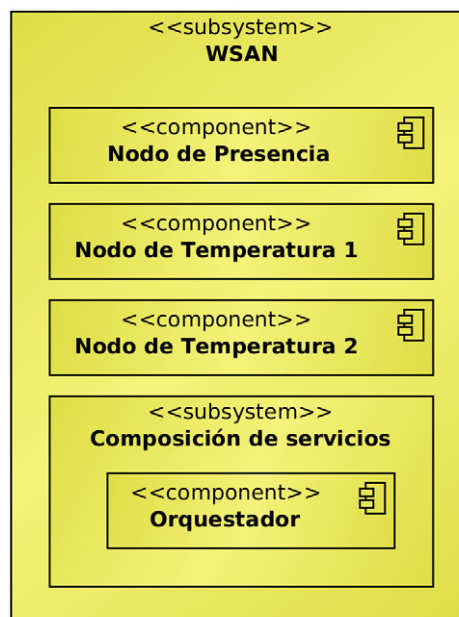 <<subsystem>>
WSAN
<<component>>
Nodo de Presencia
<<component>>
Nodo de Temperatura 1
<<component>>
Nodo de Temperatura 2
<<subsystem>>
Composición de servicios
<<component>>
Orquestador